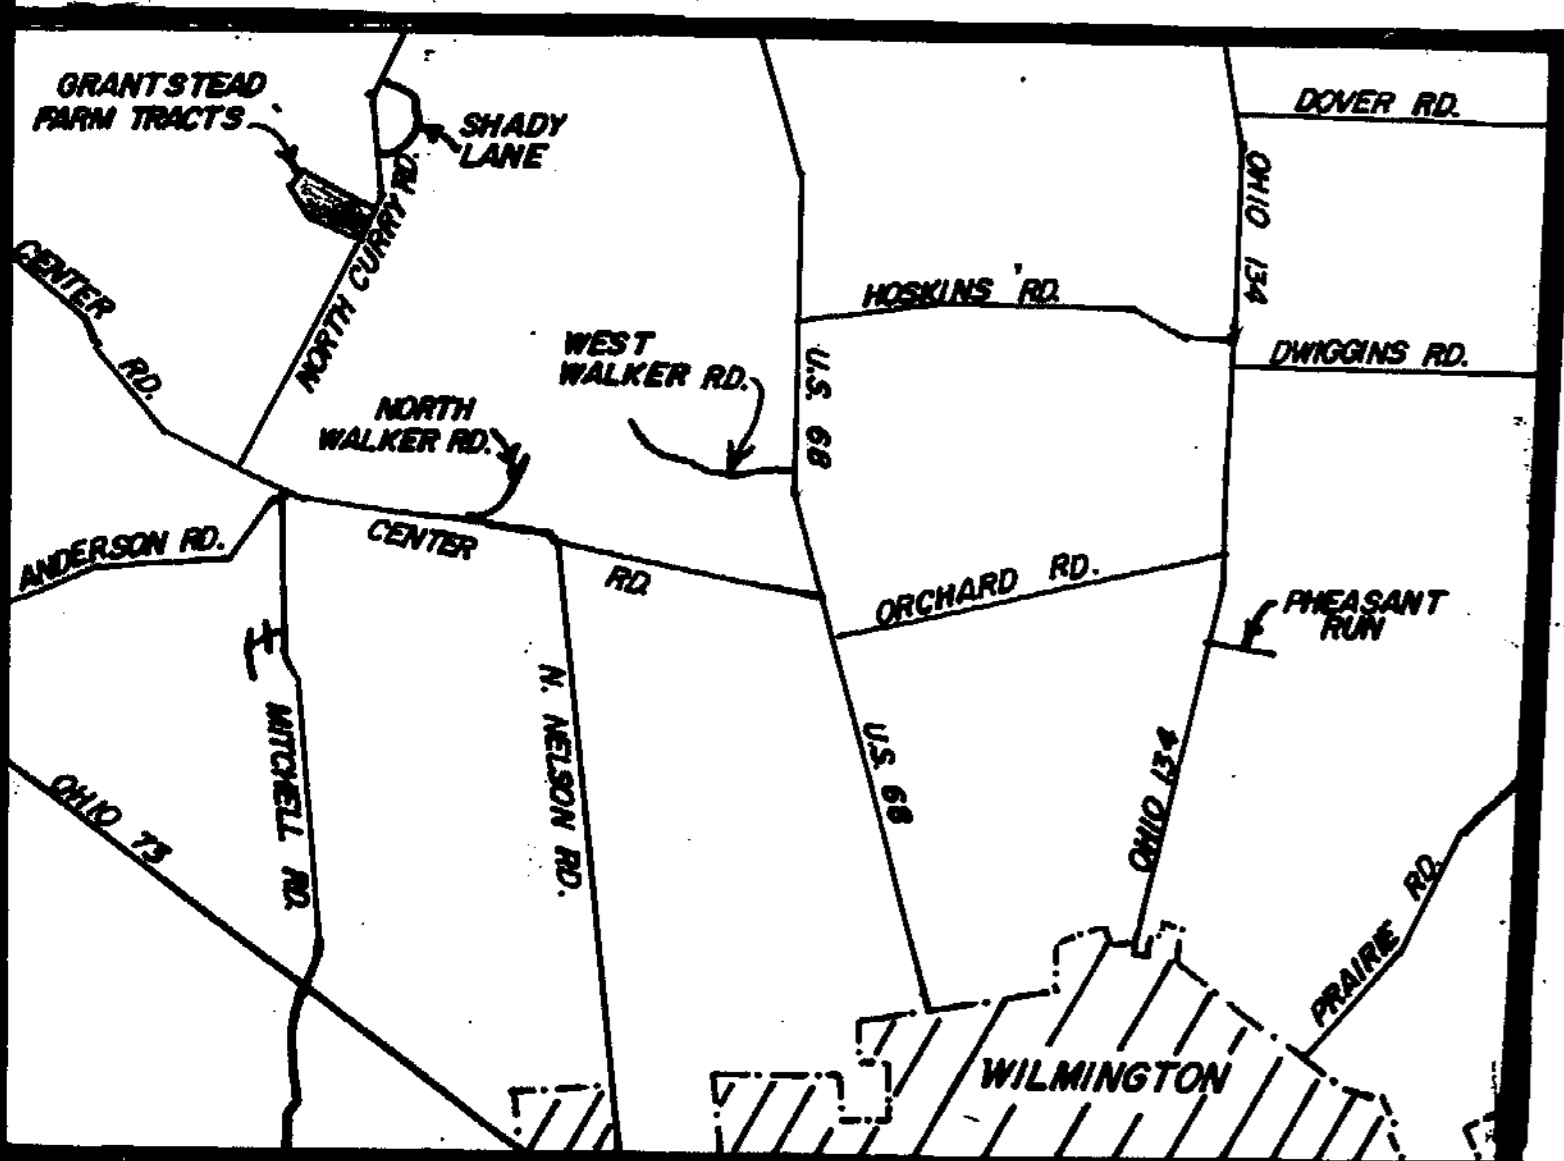 GRANTSTEAD
FARM TRACTS
SHADY
LANE
DOVER RD.
OHIO 134
NORTH CURRY RD.
CENTER
RD.
HOSKINS RD.
WEST
WALKER RD.
U.S. 68
DWIGGINS RD.
NORTH
WALKER RD.
CENTER
RD.
ANDERSON RD.
ORCHARD RD.
PHEASANT
RUN
MITCHELL RD.
N. NELSON RD.
U.S. 68
OHIO 134
OHIO 73
PRAIRIE RD.
WILMINGTON